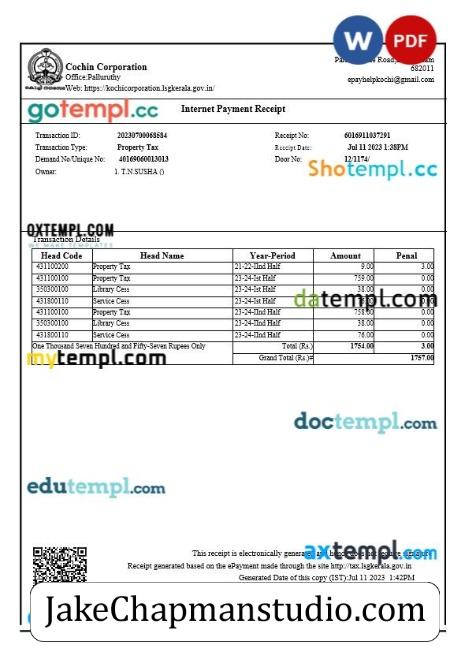 W PDF
682011
Cochin Corporation
Office:Palluruthy
epayhelpkochi@gmail.com
Web: https://kochicorporation.lsgkerala.gov.in/
gotempl.cc
Internet Payment Receipt
Transaction ID: 20230700068684 Receipt No: 6016911037291
Transaction Type: Property Tax Receipt Date: Jul 11 2023 1:38PM
Demand No/Unique No: 40169060013013 Door No: 12/1174/
Owner: 1. T.N.SUSHA ()
Shotempl.cc
OXTEMPL.COM
WE MAKE TEMPLATES
Transaction Details
Head Code Head Name Year-Period Amount Penal
431100200 Property Tax 21-22-IInd Half 9.00 3.00
431100100 Property Tax 23-24-Ist Half 759.00 0.00
350300100 Library Cess 23-24-Ist Half 38.00 0.00
431800110 Service Cess 23-24-Ist Half 0.00
datempl.com
431100100 Property Tax 23-24-IInd Half 758.00 0.00
350300100 Library Cess 23-24-IInd Half 38.00 0.00
431800110 Service Cess 23-24-IInd Half 76.00 0.00
One Thousand Seven Hundred and Fifty-Seven Rupees Only Total (Rs.) 1754.00 3.00
mytempl.com
Grand Total (Rs.)# 1757.00
doctempl.com
edutempl.com
This receipt is electronically generated
axtempl.com
Receipt generated based on the ePayment made through the site http://tax.lsgkerala.gov.in
Generated Date of this copy (IST):Jul 11 2023 1:42PM
JakeChapmanstudio.com